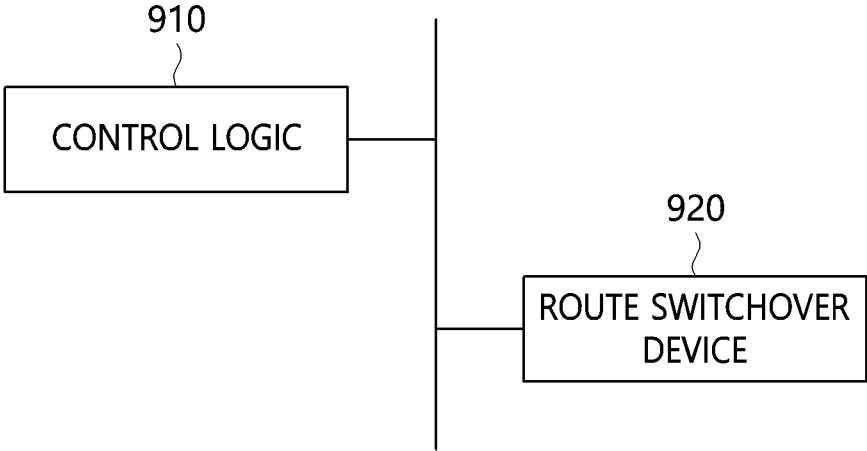 910
CONTROL LOGIC
920
ROUTE SWITCHOVER
DEVICE